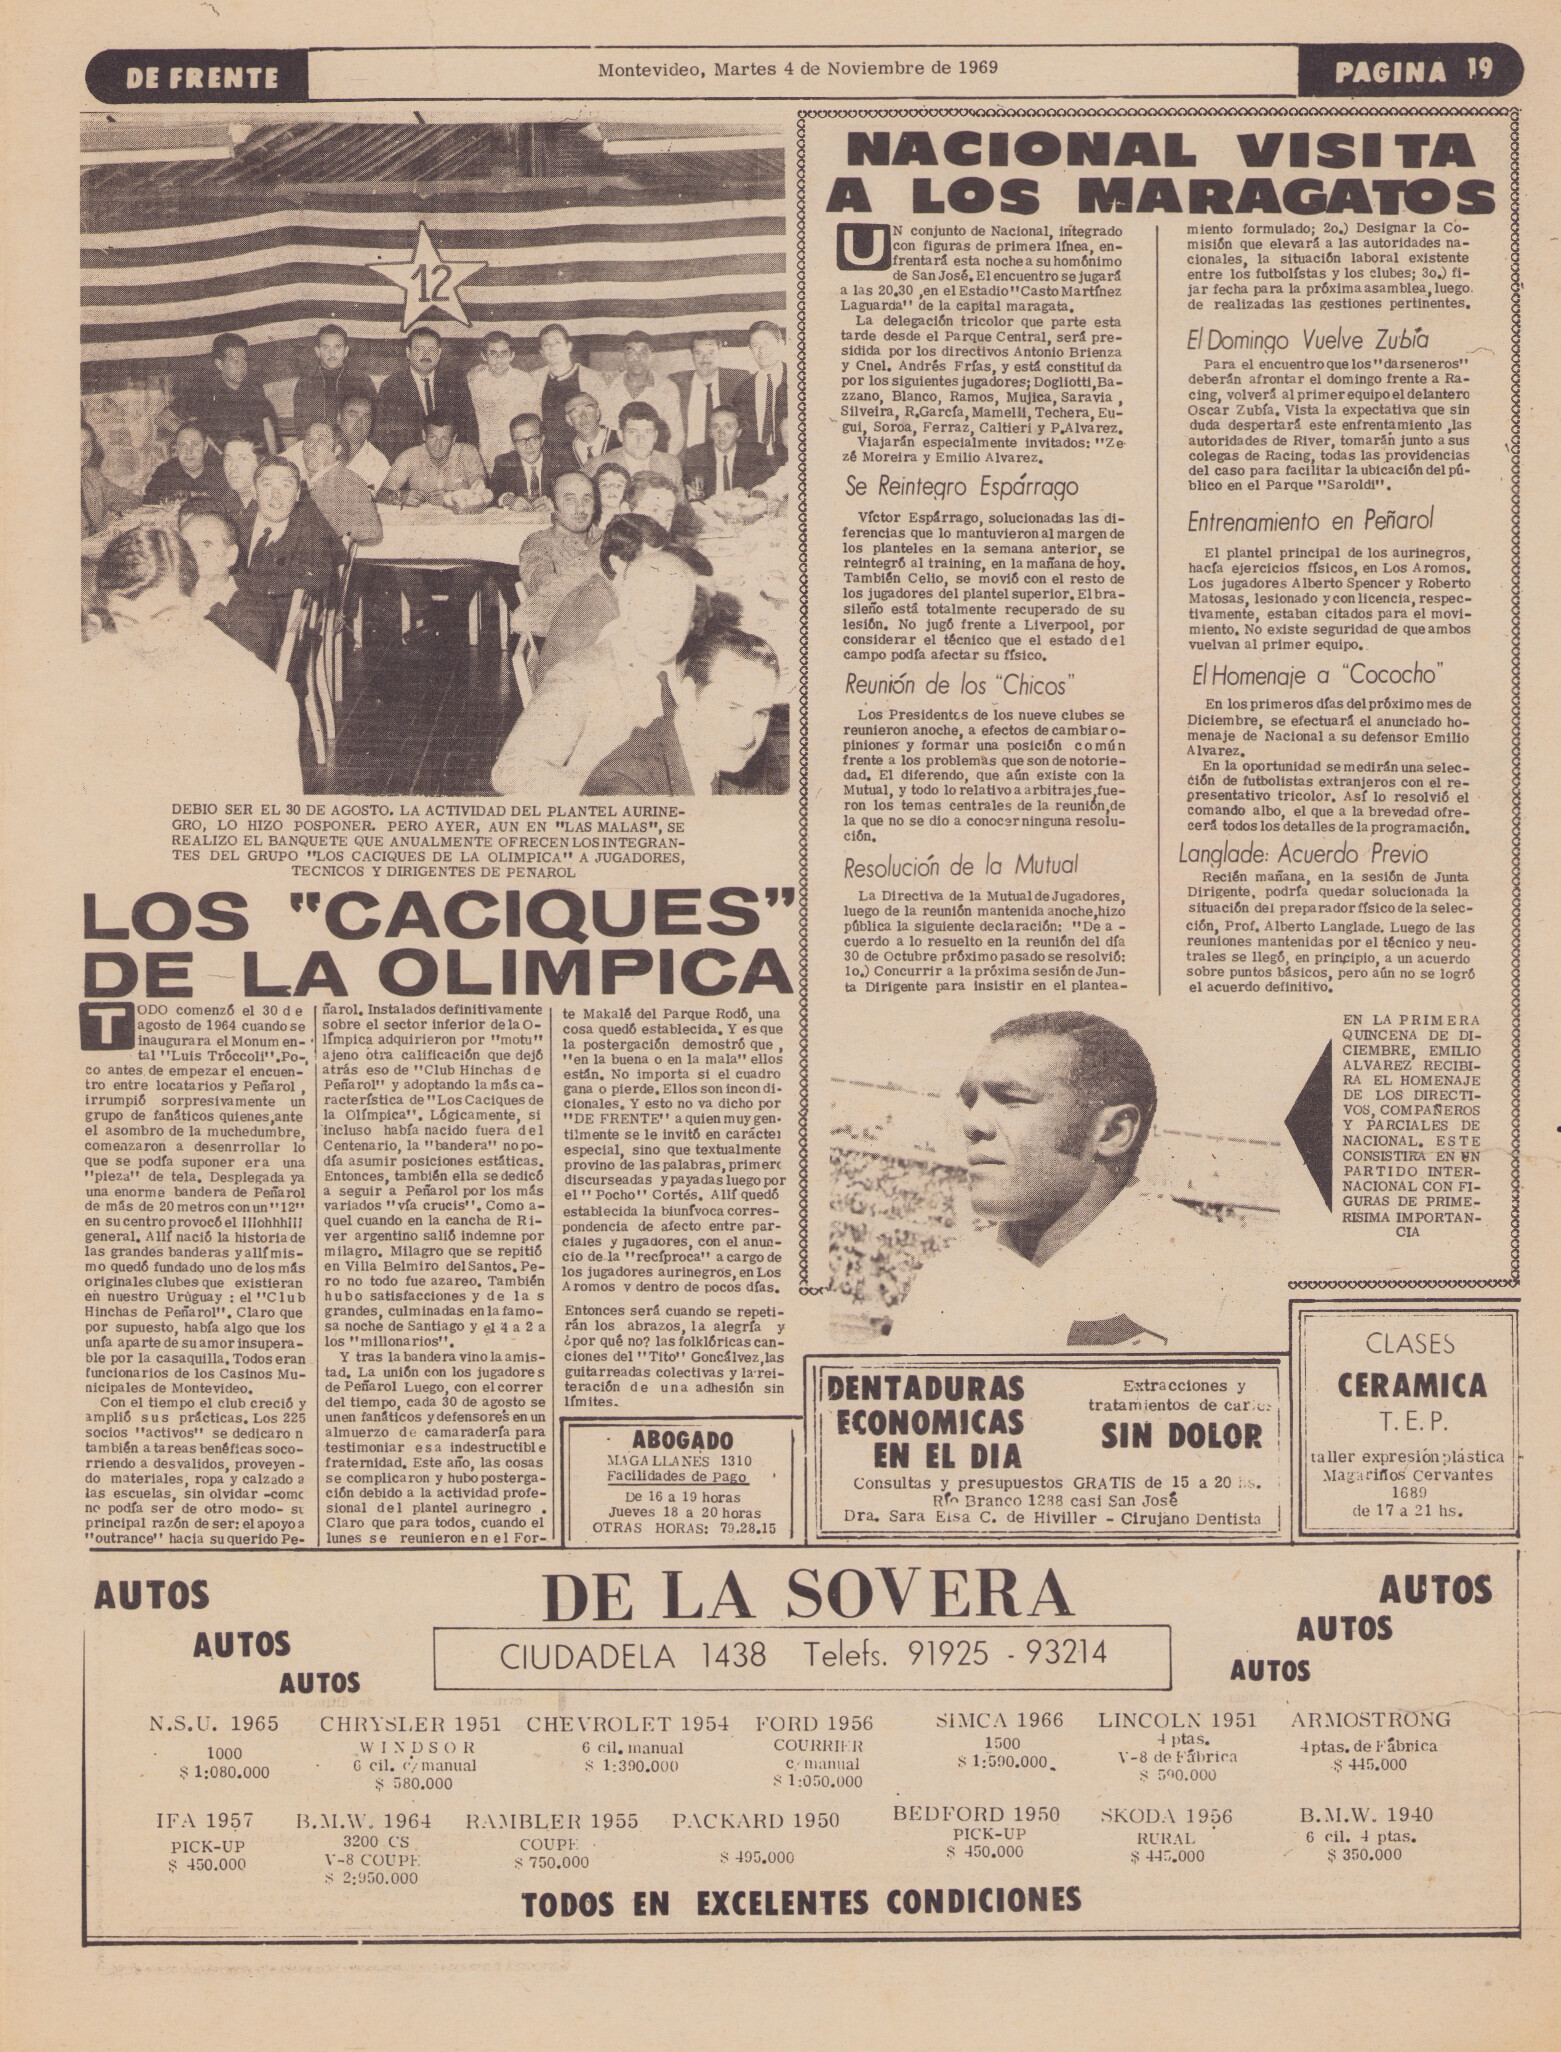 DE FRENTE
Montevideo, Martes 4 de Noviembre de 1969
PAGINA 19
12
DEBIO SER EL 30 DE AGOSTO. LA ACTIVIDAD DEL PLANTEL AURINE-
GRO, LO HIZO POSPONER. PERO AYER, AUN EN "LAS MALAS", SE
REALIZO EL BANQUETE QUE ANUALMENTE OFRECEN LOS INTEGRAN-
TES DEL GRUPO "LOS CACIQUES DE LA OLIMPICA" A JUGADORES,
TECNICOS Y DIRIGENTES DE PEÑAROL
LOS "CACIQUES"
DE LA OLIMPICA
TODO comenzó el 30 de
agosto de 1964 cuando se
inaugurara el Monumen-
tal "Luis Tróccoli". Po-
co antes de empezar el encuen-
tro entre locatarios y Peñarol,
irrumpió sorpresivamente un
grupo de fanáticos quienes, ante
el asombro de la muchedumbre,
comenzaron a desenrrollar lo
que se podía suponer era una
"pieza" de tela. Desplegada ya
una enorme bandera de Peñarol
de más de 20 metros con un "12"
en su centro provocó el ¡¡¡ohhh!!!
general. Allí nació la historia de
las grandes banderas y allí mis-
mo quedó fundado uno de los más
originales clubes que existieran
en nuestro Uruguay : el "Club
Hinchas de Peñarol". Claro que
por supuesto, había algo que los
unía aparte de su amor insupera-
ble por la casaquilla. Todos eran
funcionarios de los Casinos Mu-
nicipales de Montevideo.
Con el tiempo el club creció y
amplió sus prácticas. Los 225
socios "activos" se dedicaron
también a tareas benéficas soco-
rriendo a desvalidos, proveyen-
do materiales, ropa y calzado a
las escuelas, sin olvidar -como
no podía ser de otro modo- su
principal razón de ser: el apoyo a
"outrance" hacia su querido Pe-
ñarol. Instalados definitivamente
sobre el sector inferior de la O-
límpica adquirieron por "motu"
ajeno otra calificación que dejó
atrás eso de "Club Hinchas de
Peñarol" y adoptando la más ca-
racterística de "Los Caciques de
la Olímpica". Lógicamente, si
incluso había nacido fuera del
Centenario, la "bandera" no po-
día asumir posiciones estáticas.
Entonces, también ella se dedicó
a seguir a Peñarol por los más
variados "vía crucis". Como a-
quel cuando en la cancha de Ri-
ver argentino salió indemne por
milagro. Milagro que se repitió
en Villa Belmiro del Santos. Pe-
ro no todo fue azareo. También
hubo satisfacciones y de las
grandes, culminadas en la famo-
sa noche de Santiago y el 4 a 2 a
los "millonarios".
Y tras la bandera vino la amis-
tad. La unión con los jugadores
de Peñarol Luego, con el correr
del tiempo, cada 30 de agosto se
unen fanáticos y defensores en un
almuerzo de camaradería para
testimoniar esa indestructible
fraternidad. Este año, las cosas
se complicaron y hubo posterga-
ción debido a la actividad profe-
sional del plantel aurinegro .
Claro que para todos, cuando el
lunes se reunieron en el For-
te Makalé del Parque Rodó, una
cosa quedó establecida. Y es que
la postergación demostró que ,
"en la buena o en la mala" ellos
están. No importa si el cuadro
gana o pierde. Ellos son incondi-
cionales. Y esto no va dicho por
"DE FRENTE" a quien muy gen-
tilmente se le invitó en carácter
especial, sino que textualmente
provino de las palabras, primero
discurseadas y payadas luego por
el " Pocho" Cortés. Allí quedó
establecida la biunívoca corres-
pondencia de afecto entre par-
ciales y jugadores, con el anun-
cio de la "recíproca" a cargo de
los jugadores aurinegros, en Los
Aromos y dentro de pocos días.
Entonces será cuando se repeti-
rán los abrazos, la alegría y
¿por qué no? las folklóricas can-
ciones del "Tito" Goncálvez, las
guitarreadas colectivas y la rei-
teración de una adhesión sin
límites.
NACIONAL VISITA
A LOS MARAGATOS
UN conjunto de Nacional, integrado
con figuras de primera línea, en-
frentará esta noche a su homónimo
de San José. El encuentro se jugará
a las 20.30 ,en el Estadio "Casto Martínez
Laguarda" de la capital maragata.
La delegación tricolor que parte esta
tarde desde el Parque Central, será pre-
sidida por los directivos Antonio Brienza
y Cnel. Andrés Frías, y está constituída
por los siguientes jugadores; Dogliotti, Ba-
zzano, Blanco, Ramos, Mujica, Saravia ,
Silveira, R.García, Mamelli, Techera, Eu-
gui, Soroa, Ferraz, Caltieri y P.Alvarez.
Viajarán especialmente invitados: "Ze-
zé Moreira y Emilio Alvarez.
Se Reintegro Espárrago
Víctor Espárrago, solucionadas las di-
ferencias que lo mantuvieron al margen de
los planteles en la semana anterior, se
reintegró al training, en la mañana de hoy.
También Celio, se movió con el resto de
los jugadores del plantel superior. El bra-
sileño está totalmente recuperado de su
lesión. No jugó frente a Liverpool, por
considerar el técnico que el estado del
campo podía afectar su físico.
Reunión de los "Chicos"
Los Presidentes de los nueve clubes se
reunieron anoche, a efectos de cambiar o-
piniones y formar una posición común
frente a los problemas que son de notorie-
dad. El diferendo, que aún existe con la
Mutual, y todo lo relativo a arbitrajes, fue-
ron los temas centrales de la reunión, de
la que no se dio a conocer ninguna resolu-
ción.
Resolución de la Mutual
La Directiva de la Mutual de Jugadores,
luego de la reunión mantenida anoche, hizo
pública la siguiente declaración: "De a -
cuerdo a lo resuelto en la reunión del día
30 de Octubre próximo pasado se resolvió:
1o.) Concurrir a la próxima sesión de Jun-
ta Dirigente para insistir en el plantea-
miento formulado; 2o.) Designar la Co-
misión que elevará a las autoridades na-
cionales, la situación laboral existente
entre los futbolístas y los clubes; 3o.) fi-
jar fecha para la próxima asamblea, luego
de realizadas las gestiones pertinentes.
El Domingo Vuelve Zubía
Para el encuentro que los "darseneros"
deberán afrontar el domingo frente a Ra-
cing, volverá al primer equipo el delantero
Oscar Zubía. Vista la expectativa que sin
duda despertará este enfrentamiento ,las
autoridades de River, tomarán junto a sus
colegas de Racing, todas las providencias
del caso para facilitar la ubicación del pú-
blico en el Parque "Saroldi".
Entrenamiento en Peñarol
El plantel principal de los aurinegros,
hacía ejercicios físicos, en Los Aromos.
Los jugadores Alberto Spencer y Roberto
Matosas, lesionado y con licencia, respec-
tivamente, estaban citados para el movi-
miento. No existe seguridad de que ambos
vuelvan al primer equipo.
El Homenaje a "Cococho"
En los primeros días del próximo mes de
Diciembre, se efectuará el anunciado ho-
menaje de Nacional a su defensor Emilio
Alvarez.
En la oportunidad se medirán una selec-
ción de futbolistas extranjeros con el re-
presentativo tricolor. Así lo resolvió el
comando albo, el que a la brevedad ofre-
cerá todos los detalles de la programación.
Langlade: Acuerdo Previo
Recién mañana, en la sesión de Junta
Dirigente, podría quedar solucionada la
situación del preparador físico de la selec-
ción, Prof. Alberto Langlade. Luego de las
reuniones mantenidas por el técnico y neu-
trales se llegó, en principio, a un acuerdo
sobre puntos básicos, pero aún no se logró
el acuerdo definitivo.
EN LA PRIMERA
QUINCENA DE DI-
CIEMBRE, EMILIO
ALVAREZ RECIBI-
RA EL HOMENAJE
DE LOS DIRECTI-
VOS, COMPAÑEROS
Y PARCIALES DE
NACIONAL. ESTE
CONSISTIRA EN UN
PARTIDO INTER-
NACIONAL CON FI-
GURAS DE PRIME-
RISIMA IMPORTAN-
CIA
ABOGADO
MAGALLANES 1310
Facilidades de Pago
De 16 a 19 horas
Jueves 18 a 20 horas
OTRAS HORAS: 79.28.15
DENTADURAS
ECONOMICAS
EN EL DIA
Extracciones y
tratamientos de caries
SIN DOLOR
Consultas y presupuestos GRATIS de 15 a 20 hs.
Río Branco 1288 casi San José
Dra. Sara Elsa C. de Hiviller - Cirujano Dentista
CLASES
CERAMICA
T.E.P.
taller expresión plástica
Magariños Cervantes
1689
de 17 a 21 hs.
AUTOS
AUTOS
AUTOS
DE LA SOVERA
CIUDADELA 1438 Telefs. 91925 - 93214
AUTOS
AUTOS
AUTOS
N.S.U. 1965
1000
$ 1:080.000
CHRYSLER 1951
WINDSOR
6 cil. c/manual
$ 580.000
CHEVROLET 1954
6 cil. manual
$ 1:390.000
FORD 1956
COURRIER
c/manual
$ 1:050.000
SIMCA 1966
1500
$ 1:590.000.
LINCOLN 1951
4 ptas.
V-8 de Fábrica
$ 590.000
ARMOSTRONG
4 ptas. de Fábrica
$ 445.000
IFA 1957
PICK-UP
$ 450.000
B.M.W. 1964
3200 CS
V-8 COUPE
$ 2:950.000
RAMBLER 1955
COUPE
$ 750.000
PACKARD 1950
$ 495.000
BEDFORD 1950
PICK-UP
$ 450.000
SKODA 1956
RURAL
$ 445.000
B.M.W. 1940
6 cil. 4 ptas.
$ 350.000
TODOS EN EXCELENTES CONDICIONES